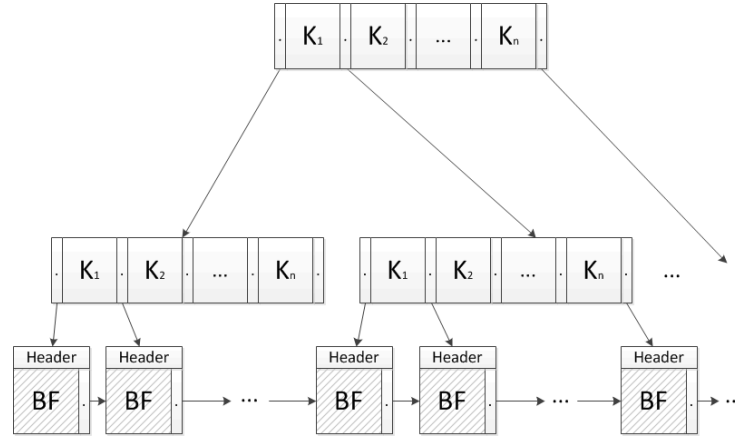 . K₁ . K₂ . ... . Kₙ .
. K₁ . K₂ . ... . Kₙ . . K₁ . K₂ . ... . Kₙ . ...
Header Header Header Header Header
BF . BF . ... BF . BF . ... BF . ...